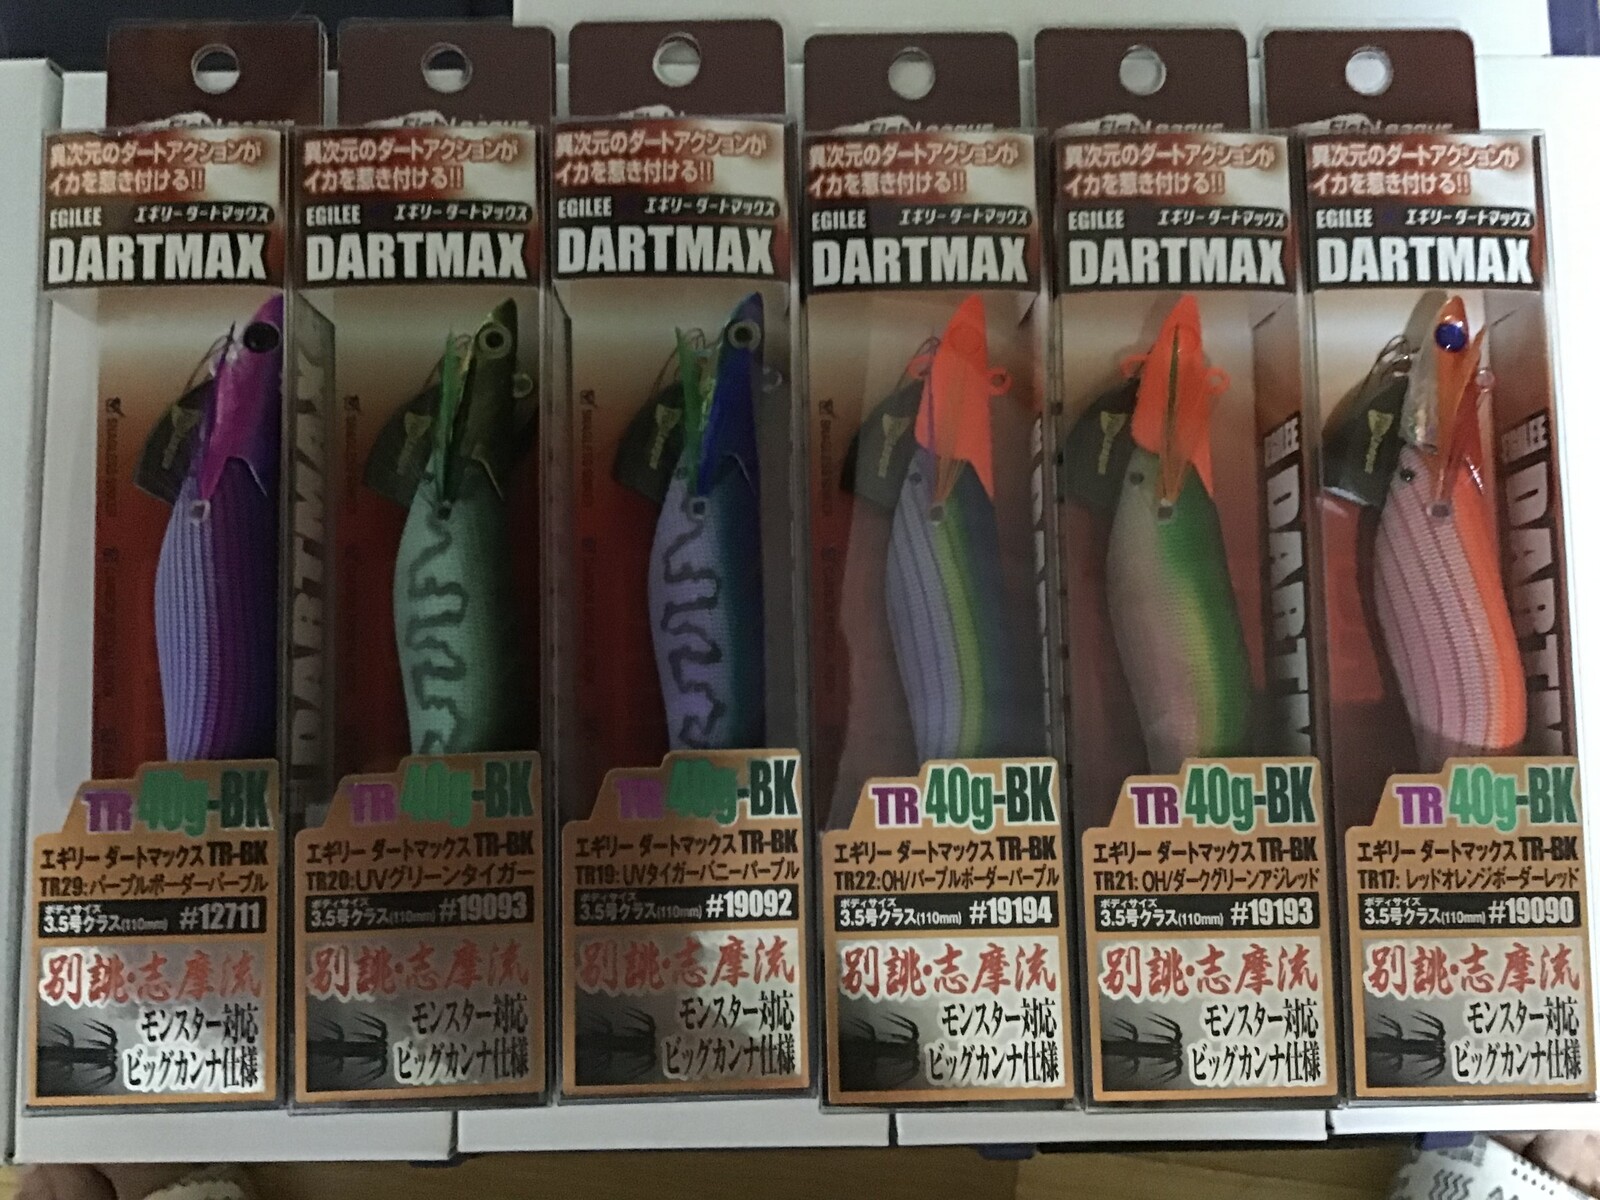 異次元のダートアクションが
イカを惹き付ける!!
EGILEE エギリーダートマックス
DARTMAX
TR 40g-BK
エギリー ダートマックス TR-BK
TR29:パープルボーダーパープル
ボディサイズ
3.5号クラス(110mm) #12711
別誂・志摩流
モンスター対応
ビッグカンナ仕様
異次元のダートアクションが
イカを惹き付ける!!
EGILEE エギリーダートマックス
DARTMAX
DARTMAX
TR 40g-BK
エギリー ダートマックス TR-BK
TR20:UVグリーンタイガー
ボディサイズ
3.5号クラス(110mm) #19093
別誂・志摩流
モンスター対応
ビッグカンナ仕様
異次元のダートアクションが
イカを惹き付ける!!
EGILEE エギリーダートマックス
DARTMAX
TR 40g-BK
エギリー ダートマックス TR-BK
TR19:UVタイガーバニーパープル
ボディサイズ
3.5号クラス(110mm) #19092
別誂・志摩流
モンスター対応
ビッグカンナ仕様
Fish League
異次元のダートアクションが
イカを惹き付ける!!
EGILEE エギリーダートマックス
DARTMAX
TR 40g-BK
エギリー ダートマックス TR-BK
TR22:OH/パープルボーダーパープル
ボディサイズ
3.5号クラス(110mm) #19194
別誂・志摩流
モンスター対応
ビッグカンナ仕様
Fish League
異次元のダートアクションが
イカを惹き付ける!!
EGILEE エギリーダートマックス
DARTMAX
TR 40g-BK
エギリー ダートマックス TR-BK
TR21:OH/ダークグリーンアジレッド
ボディサイズ
3.5号クラス(110mm) #19193
別誂・志摩流
モンスター対応
ビッグカンナ仕様
Fish League
異次元のダートアクションが
イカを惹き付ける!!
EGILEE エギリーダートマックス
DARTMAX
TR 40g-BK
エギリー ダートマックス TR-BK
TR17:レッドオレンジボーダーレッド
ボディサイズ
3.5号クラス(110mm) #19090
別誂・志摩流
モンスター対応
ビッグカンナ仕様